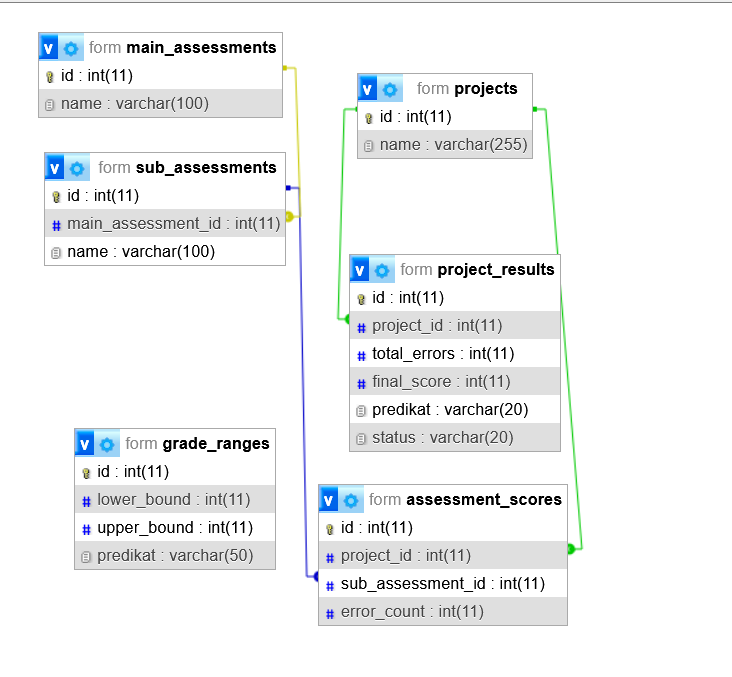 form main_assessments
id : int(11)
name : varchar(100)
form sub_assessments
id : int(11)
# main_assessment_id : int(11)
name : varchar(100)
form grade_ranges
id : int(11)
# lower_bound : int(11)
# upper_bound : int(11)
predikat : varchar(50)
form projects
id : int(11)
name : varchar(255)
form project_results
id : int(11)
# project_id : int(11)
# total_errors : int(11)
# final_score : int(11)
predikat : varchar(20)
status : varchar(20)
form assessment_scores
id : int(11)
# project_id : int(11)
# sub_assessment_id : int(11)
# error_count : int(11)